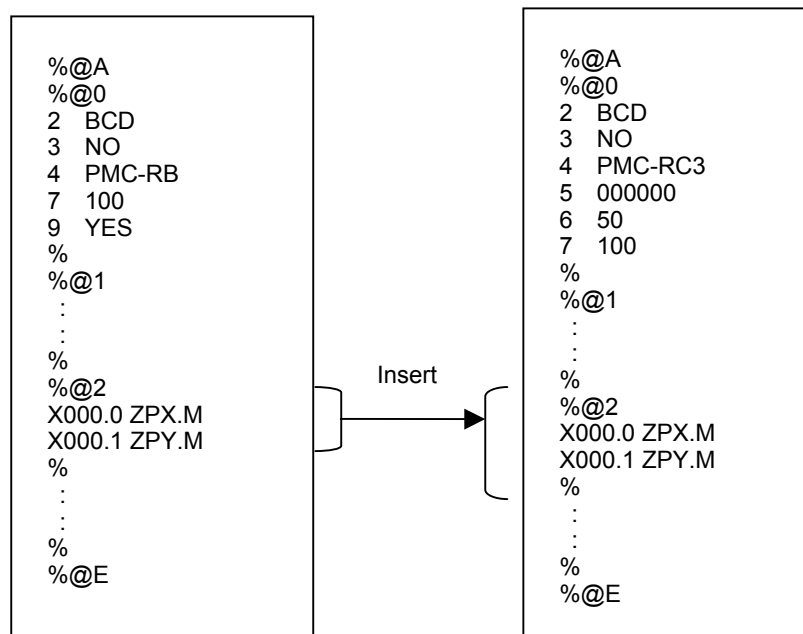 %@A
%@0
2 BCD
3 NO
4 PMC-RB
7 100
9 YES
%
%@1
:
:
%
%@2
X000.0 ZPX.M
X000.1 ZPY.M
%
:
:
%
%@E
Insert
%@A
%@0
2 BCD
3 NO
4 PMC-RC3
5 000000
6 50
7 100
%
%@1
:
:
%
%@2
X000.0 ZPX.M
X000.1 ZPY.M
%
:
:
%
%@E